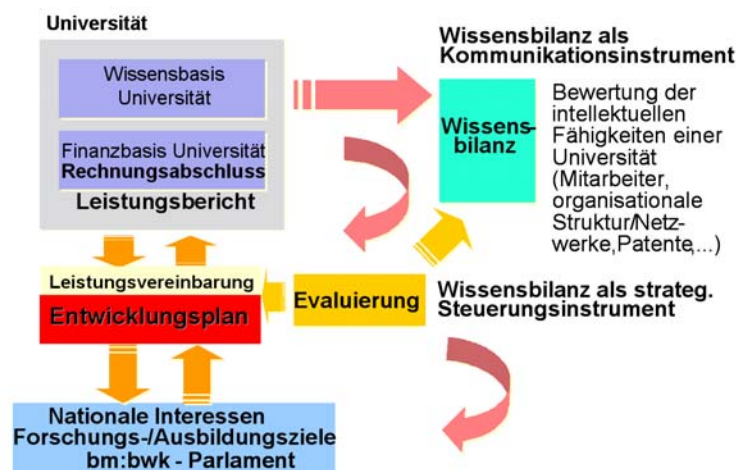 Universität
Wissensbasis
Universität
Finanzbasis Universität
Rechnungsabschluss
Leistungsbericht
Wissensbilanz als
Kommunikationsinstrument
Wissens-
bilanz
Bewertung der
intellektuellen
Fähigkeiten einer
Universität
(Mitarbeiter,
organisationale
Struktur/Netz-
werke,Patente,...)
Leistungsvereinbarung
Entwicklungsplan
Evaluierung
Wissensbilanz als strateg.
Steuerungsinstrument
Nationale Interessen
Forschungs-/Ausbildungsziele
bm:bwk - Parlament